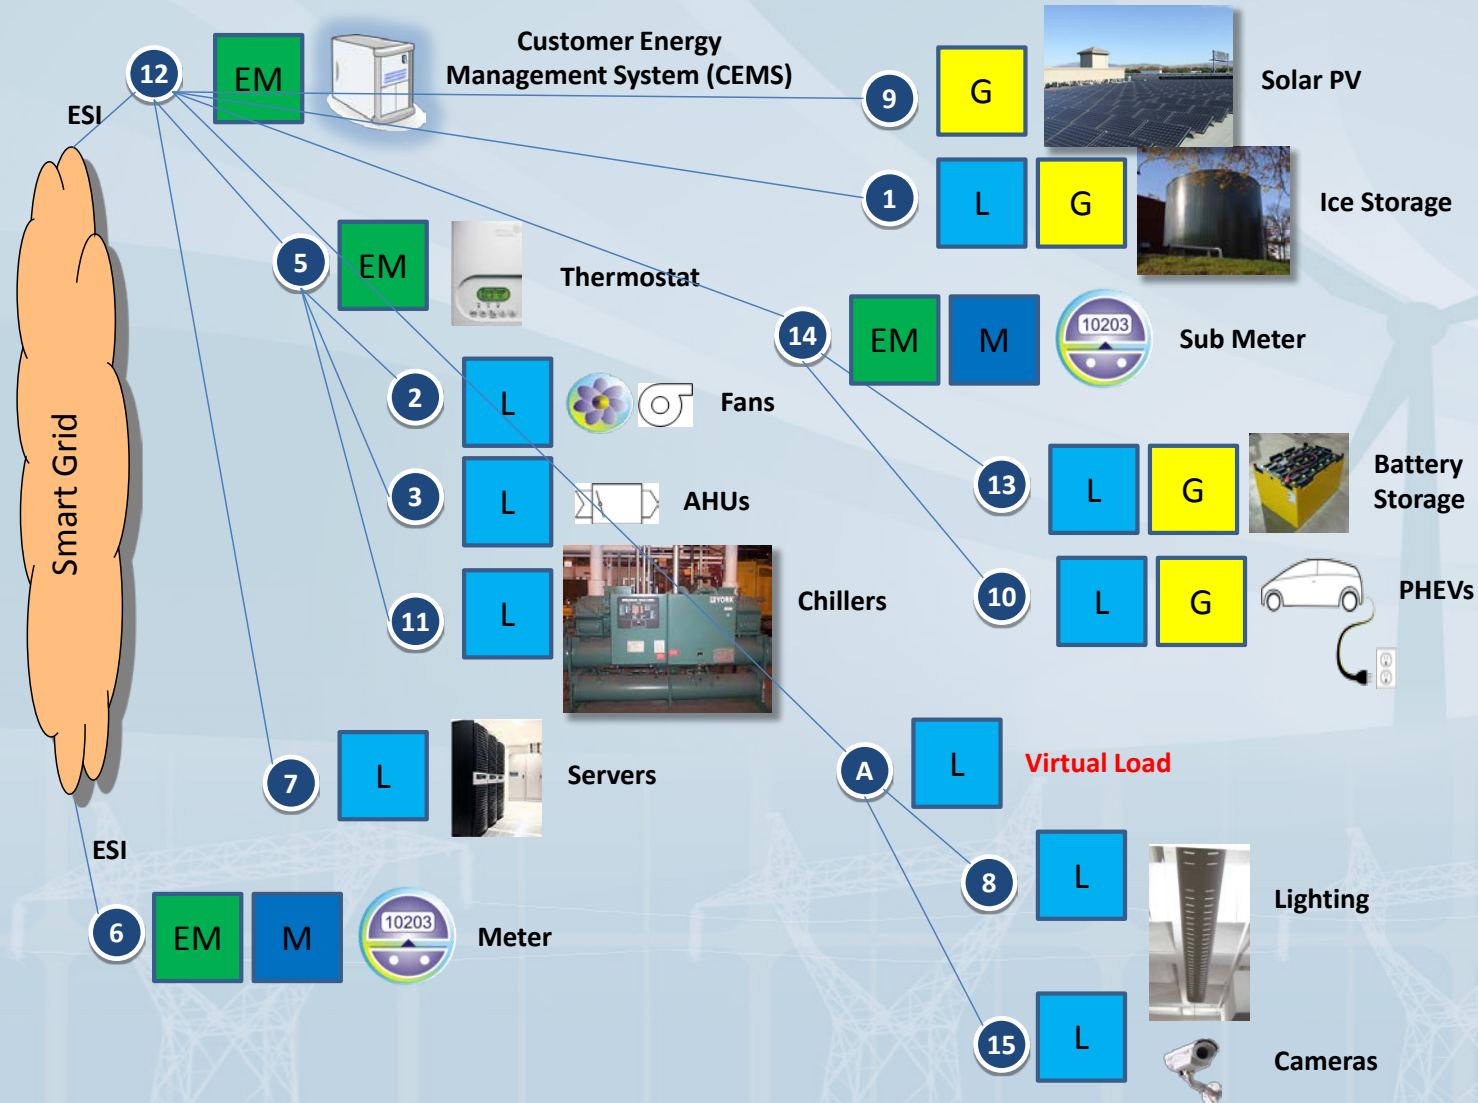 12
EM
Customer Energy
Management System (CEMS)
9
G
Solar PV
ESI
1
L
G
Ice Storage
5
EM
Thermostat
14
EM
M
10203
Sub Meter
2
L
Fans
Smart Grid
3
L
AHUs
13
L
G
Battery
Storage
11
L
YORK
Chillers
10
L
G
PHEVs
7
L
Servers
A
L
Virtual Load
ESI
8
L
Lighting
6
EM
M
10203
Meter
15
L
Cameras